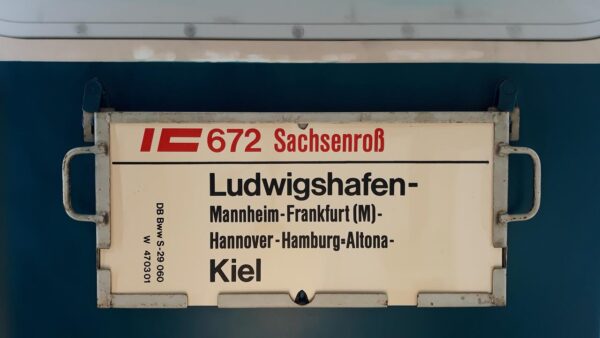 IC 672 Sachsenroß
Ludwigshafen-
Mannheim-Frankfurt (M)-
Hannover-Hamburg=Altona-
Kiel
DB Bww S-29 060
W 470301